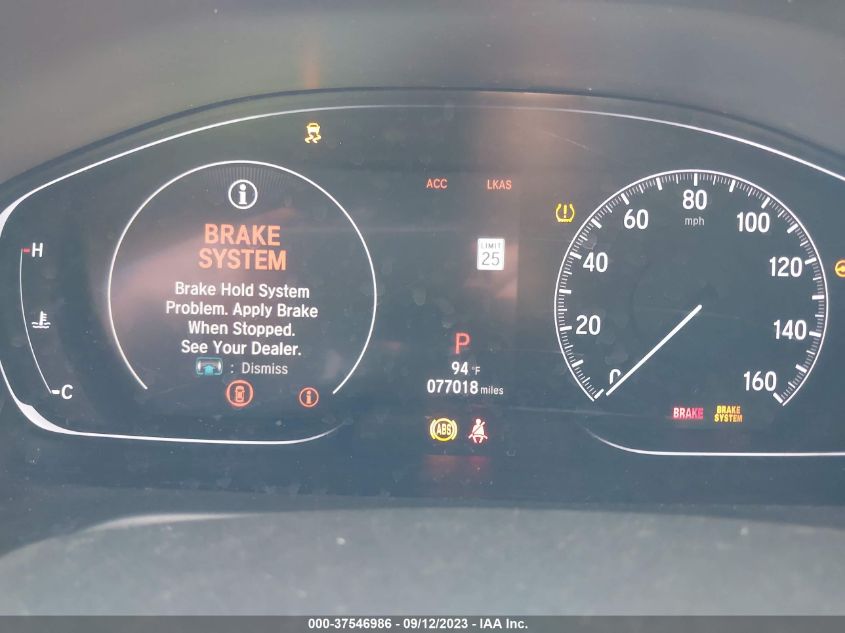 ACC LKAS
BRAKE
SYSTEM
Brake Hold System
Problem. Apply Brake
When Stopped.
See Your Dealer.
: Dismiss
H
C
LIMIT
25
P
94 °F
077018 miles
ABS
0
20
40
60
80
100
120
140
160
mph
BRAKE
BRAKE
SYSTEM
000-37546986 - 09/12/2023 - IAA Inc.